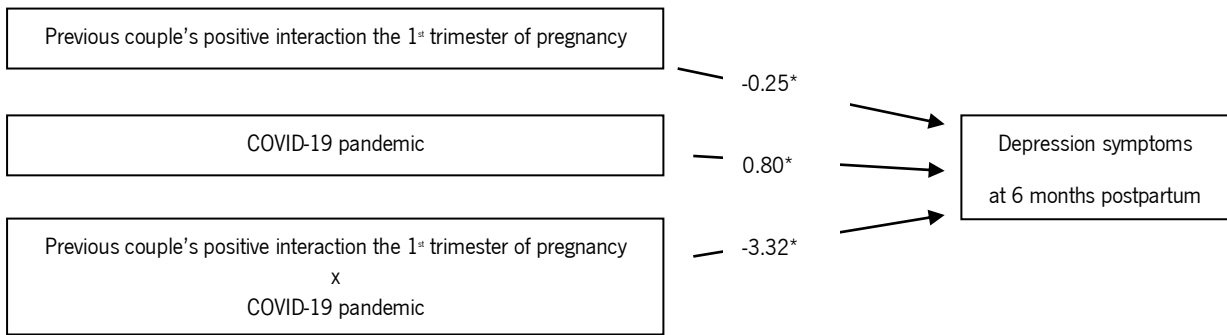 Previous couple's positive interaction the 1st trimester of pregnancy
-0.25*
COVID-19 pandemic
0.80*
Depression symptoms
at 6 months postpartum
Previous couple's positive interaction the 1st trimester of pregnancy
x
COVID-19 pandemic
-3.32*